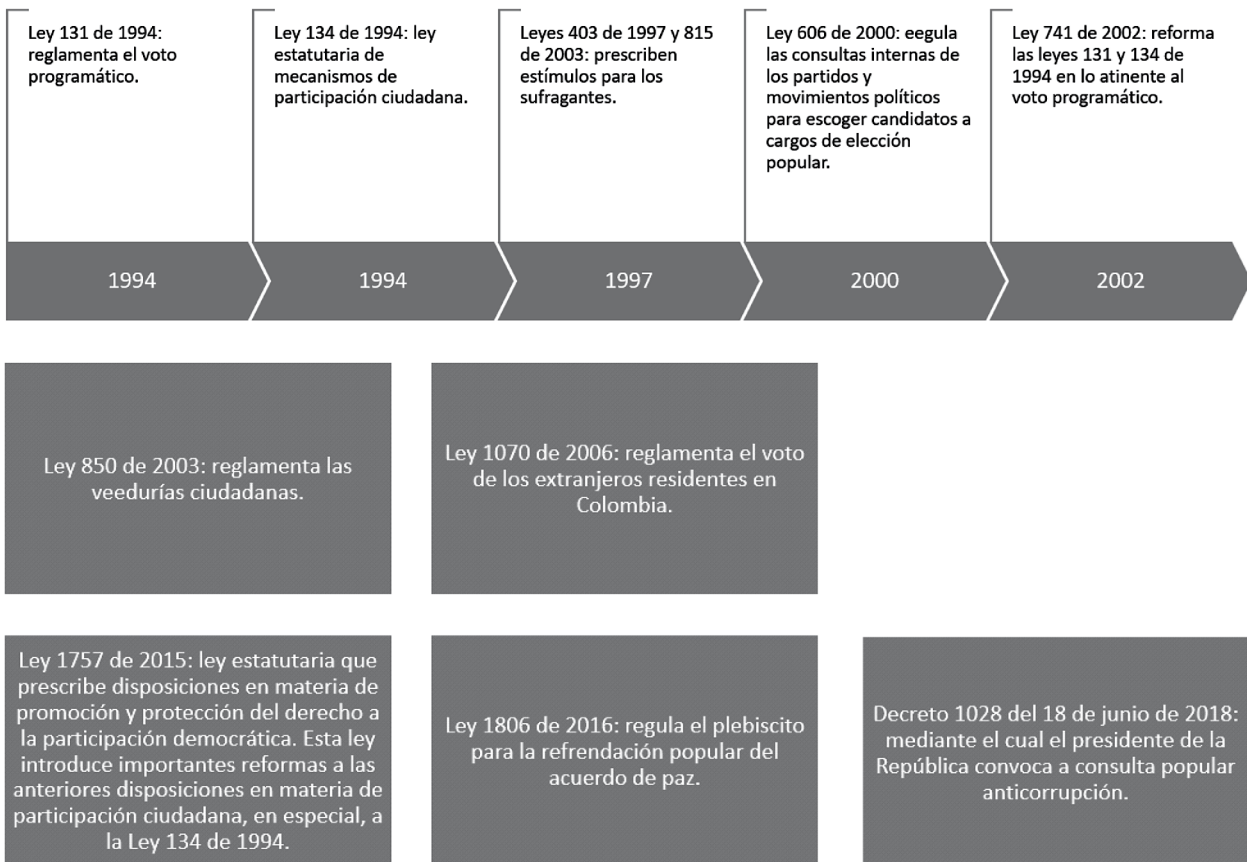 Ley 131 de 1994:
reglamenta el voto
programático.
Ley 134 de 1994: ley
estatutaria de
mecanismos de
participación ciudadana.
Leyes 403 de 1997 y 815
de 2003: prescriben
estímulos para los
sufragantes.
Ley 606 de 2000: eegula
las consultas internas de
los partidos y
movimientos políticos
para escoger candidatos a
cargos de elección
popular.
Ley 741 de 2002: reforma
las leyes 131 y 134 de
1994 en lo atinente al
voto programático.
1994
1994
1997
2000
2002
Ley 850 de 2003: reglamenta las
veedurías ciudadanas.
Ley 1070 de 2006: reglamenta el voto
de los extranjeros residentes en
Colombia.
Ley 1757 de 2015: ley estatutaria que
prescribe disposiciones en materia de
promoción y protección del derecho a
la participación democrática. Esta ley
introduce importantes reformas a las
anteriores disposiciones en materia de
participación ciudadana, en especial, a
la Ley 134 de 1994.
Ley 1806 de 2016: regula el plebiscito
para la refrendación popular del
acuerdo de paz.
Decreto 1028 del 18 de junio de 2018:
mediante el cual el presidente de la
República convoca a consulta popular
anticorrupción.